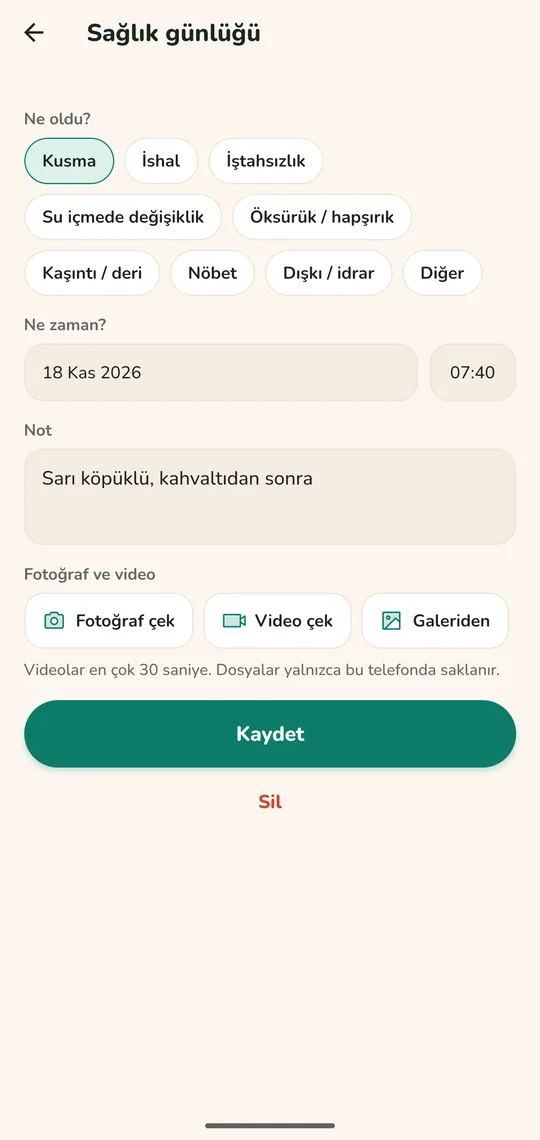 Sağlık günlüğü
Ne oldu?
Kusma İshal İştahsızlık
Su içmede değişiklik Öksürük / hapşırık
Kaşıntı / deri Nöbet Dışkı / idrar Diğer
Ne zaman?
18 Kas 2026 07:40
Not
Sarı köpüklü, kahvaltıdan sonra
Fotoğraf ve video
Fotoğraf çek Video çek Galeriden
Videolar en çok 30 saniye. Dosyalar yalnızca bu telefonda saklanır.
Kaydet
Sil